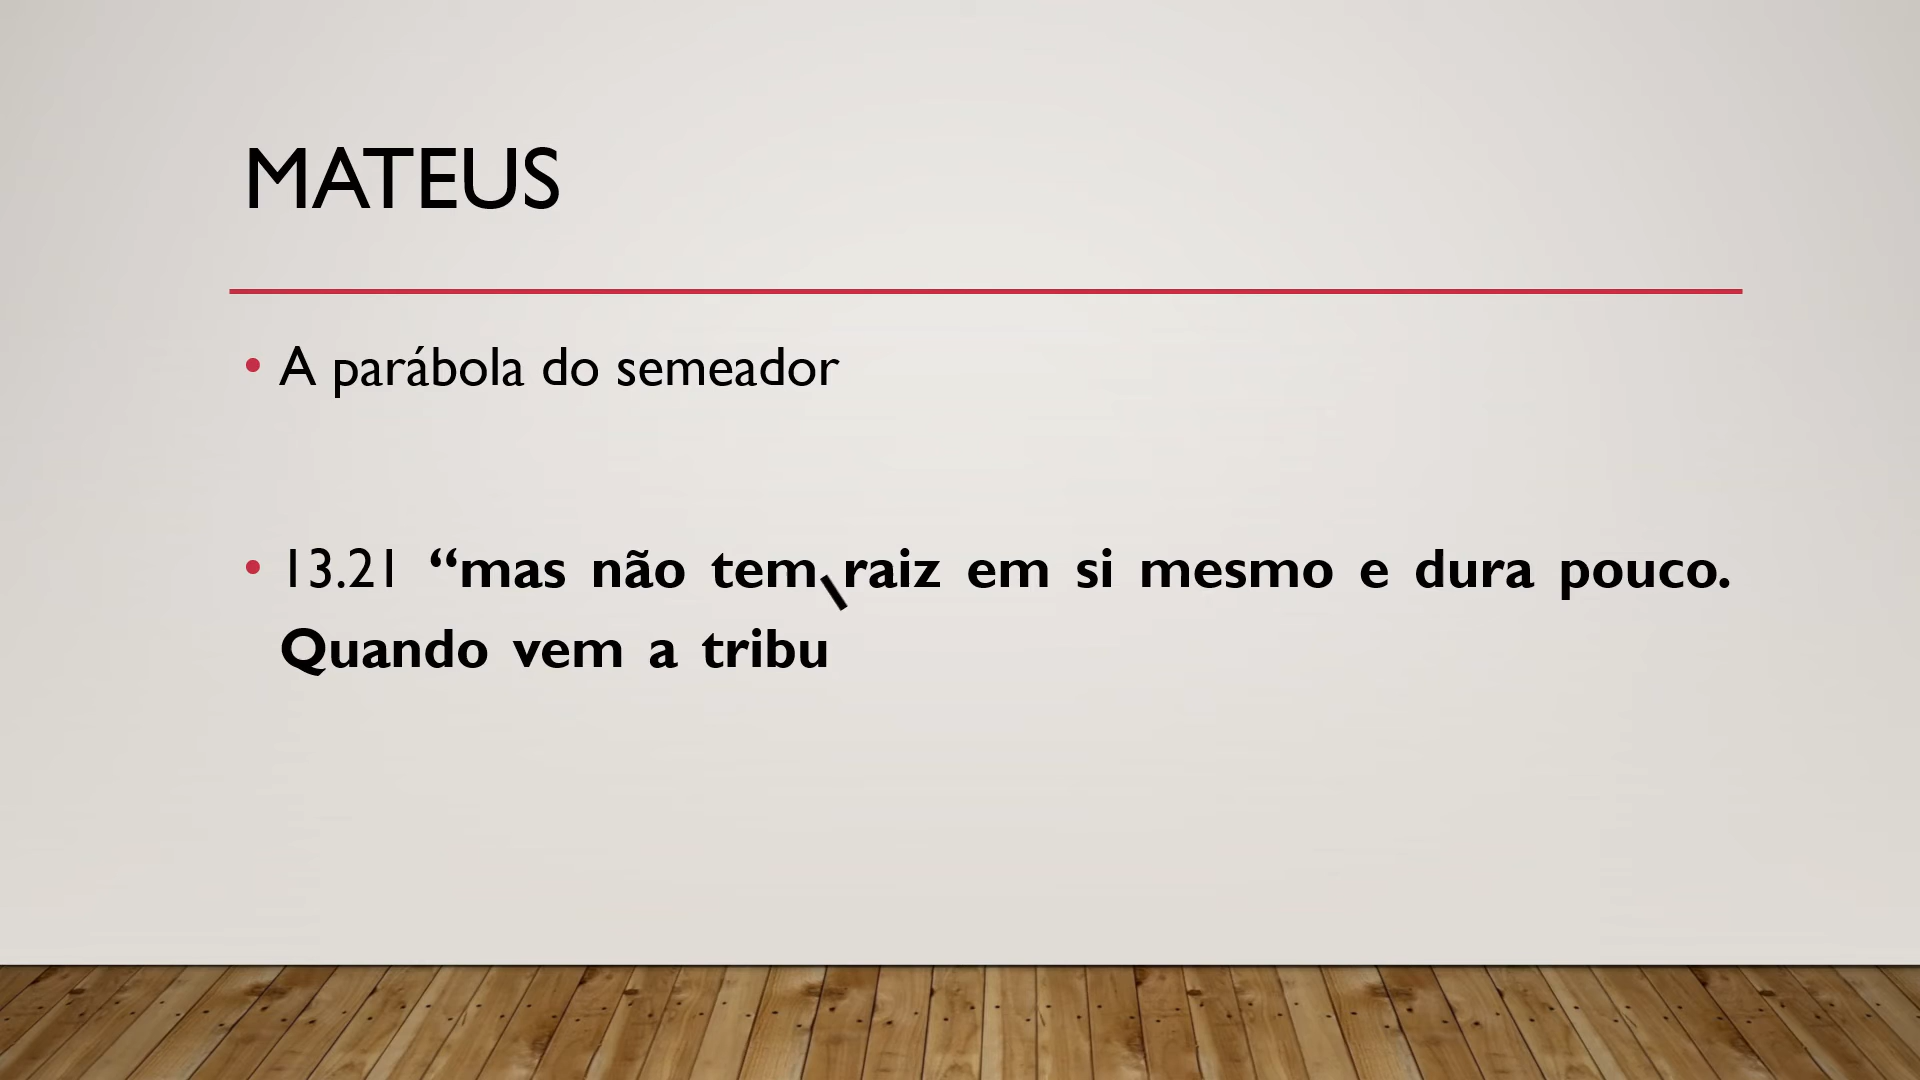 MATEUS
• A parábola do semeador
• 13.21 “mas não tem raiz em si mesmo e dura pouco.
Quando vem a tribu